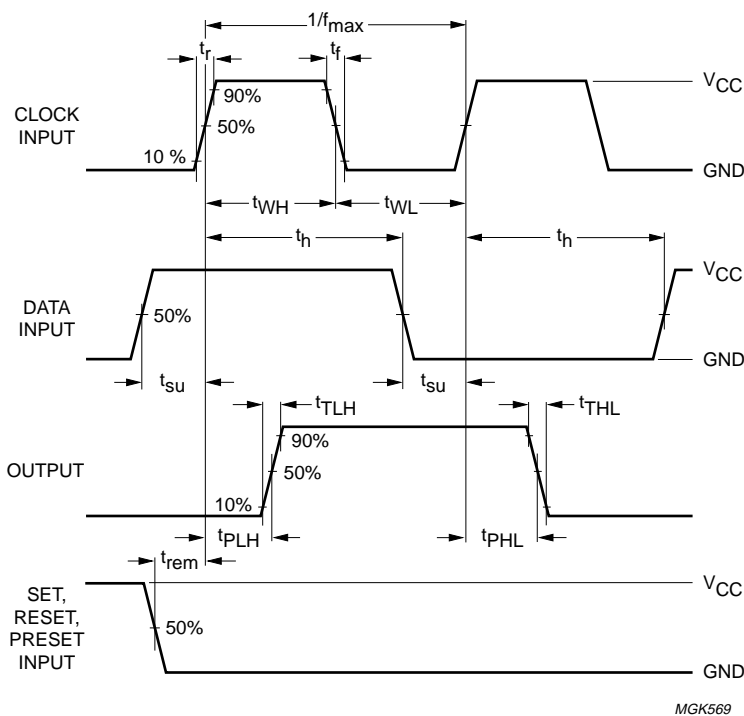 1/fmax
tr
tf
VCC
90%
CLOCK
INPUT
50%
10 %
GND
tWH
tWL
th
th
VCC
DATA
INPUT
50%
GND
tsu
tsu
tTLH
tTHL
90%
OUTPUT
50%
10%
tPLH
tPHL
trem
VCC
SET,
RESET,
PRESET
INPUT
50%
GND
MGK569